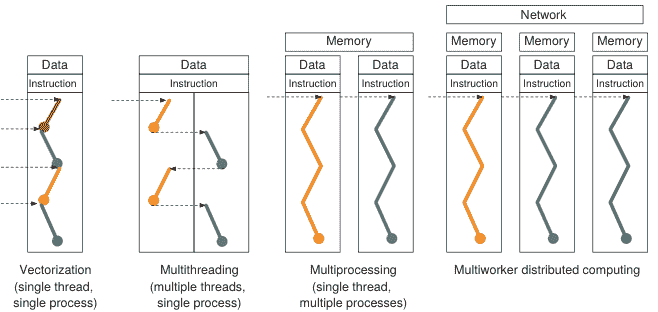 Network
Memory
Memory
Memory
Memory
Data
Data
Data
Data
Data
Data
Data
Instruction
Instruction
Instruction
Instruction
Instruction
Instruction
Instruction
Vectorization
(single thread,
single process)
Multithreading
(multiple threads,
single process)
Multiprocessing
(single thread,
multiple processes)
Multiworker distributed computing